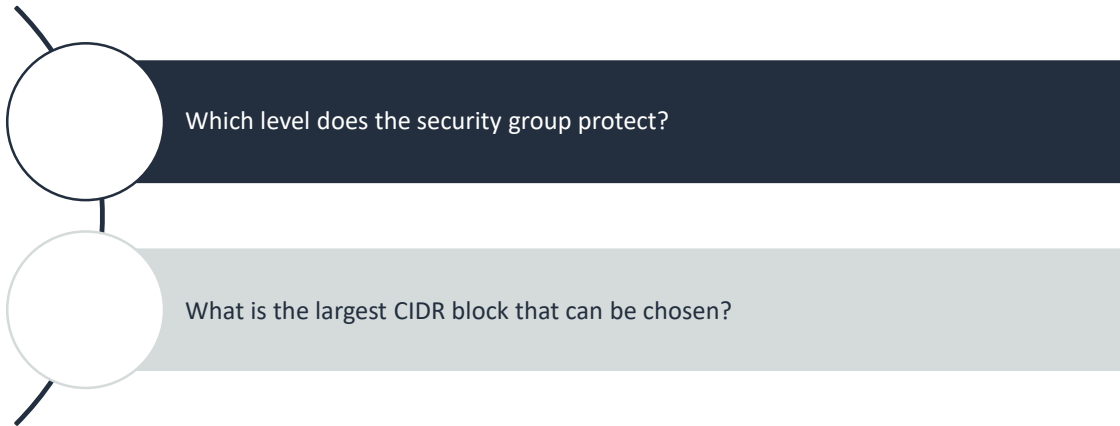 Which level does the security group protect?
What is the largest CIDR block that can be chosen?